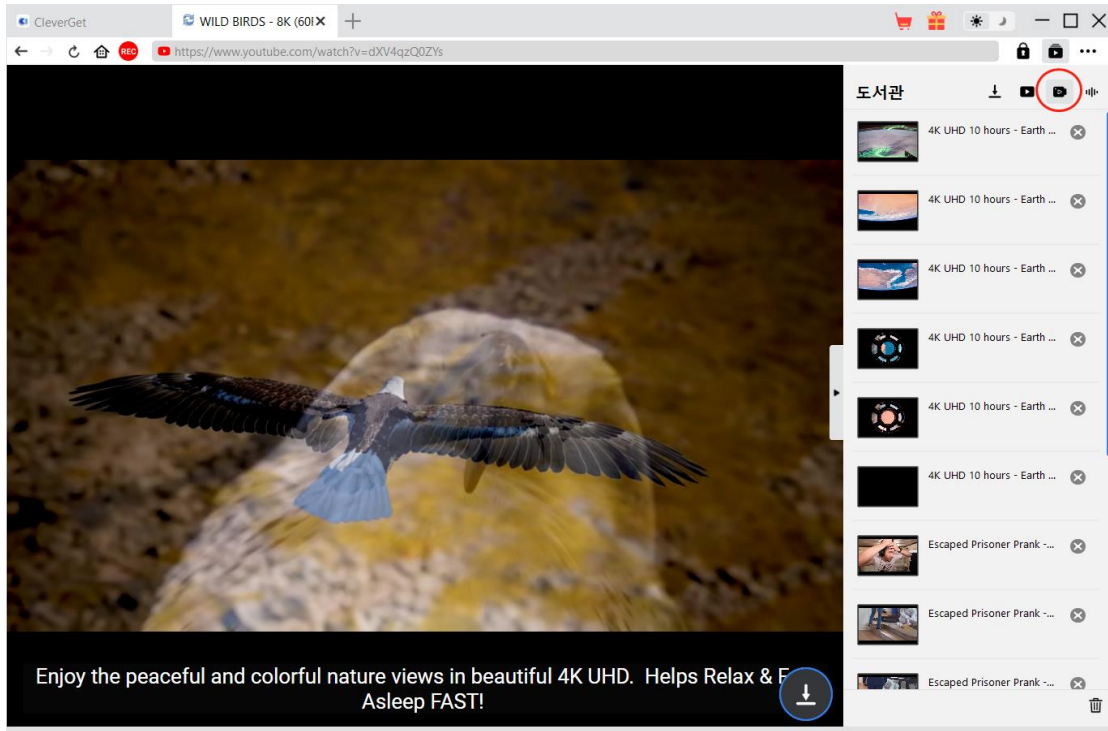 CleverGet
WILD BIRDS - 8K (60
REC
https://www.youtube.com/watch?v=dXV4qzQ0ZYs
도서관
4K UHD 10 hours - Earth ...
4K UHD 10 hours - Earth ...
4K UHD 10 hours - Earth ...
4K UHD 10 hours - Earth ...
4K UHD 10 hours - Earth ...
4K UHD 10 hours - Earth ...
Escaped Prisoner Prank -...
Escaped Prisoner Prank -...
Escaped Prisoner Prank -...
Enjoy the peaceful and colorful nature views in beautiful 4K UHD. Helps Relax &
Asleep FAST!